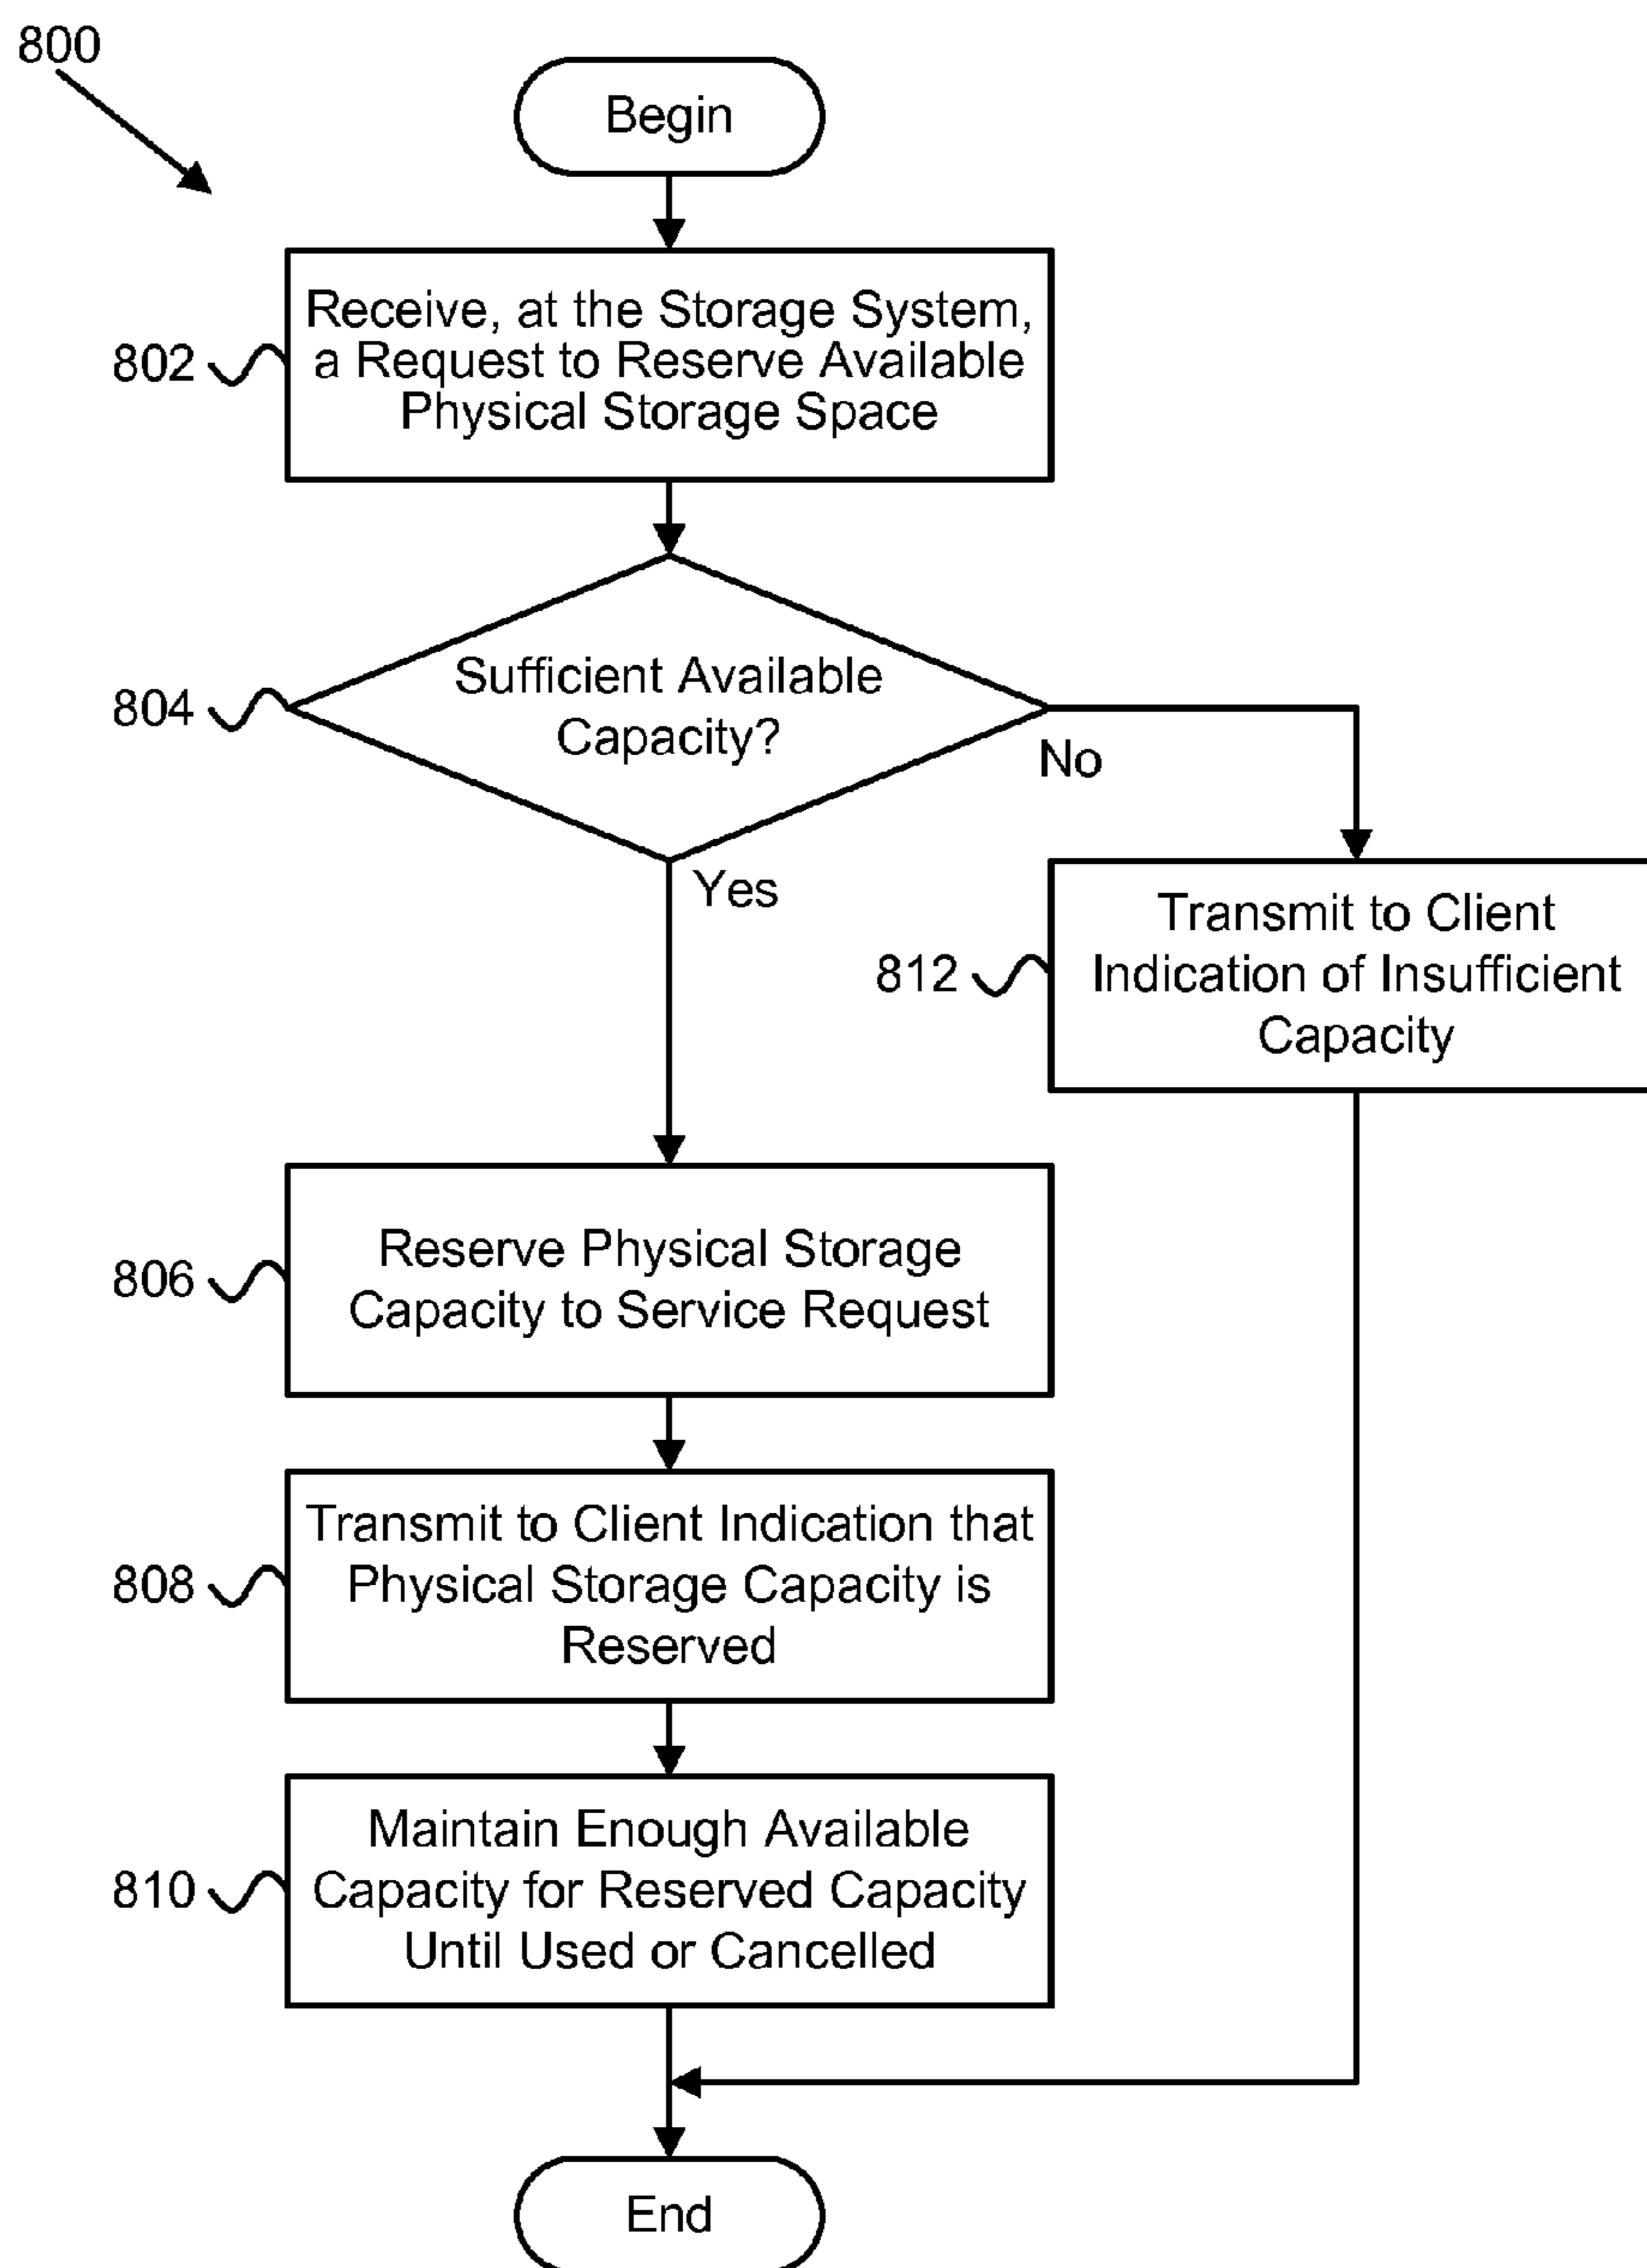 800
Begin
802
Receive, at the Storage System,
a Request to Reserve Available
Physical Storage Space
804
Sufficient Available
Capacity?
No
Yes
812
Transmit to Client
Indication of Insufficient
Capacity
806
Reserve Physical Storage
Capacity to Service Request
808
Transmit to Client Indication that
Physical Storage Capacity is
Reserved
810
Maintain Enough Available
Capacity for Reserved Capacity
Until Used or Cancelled
End